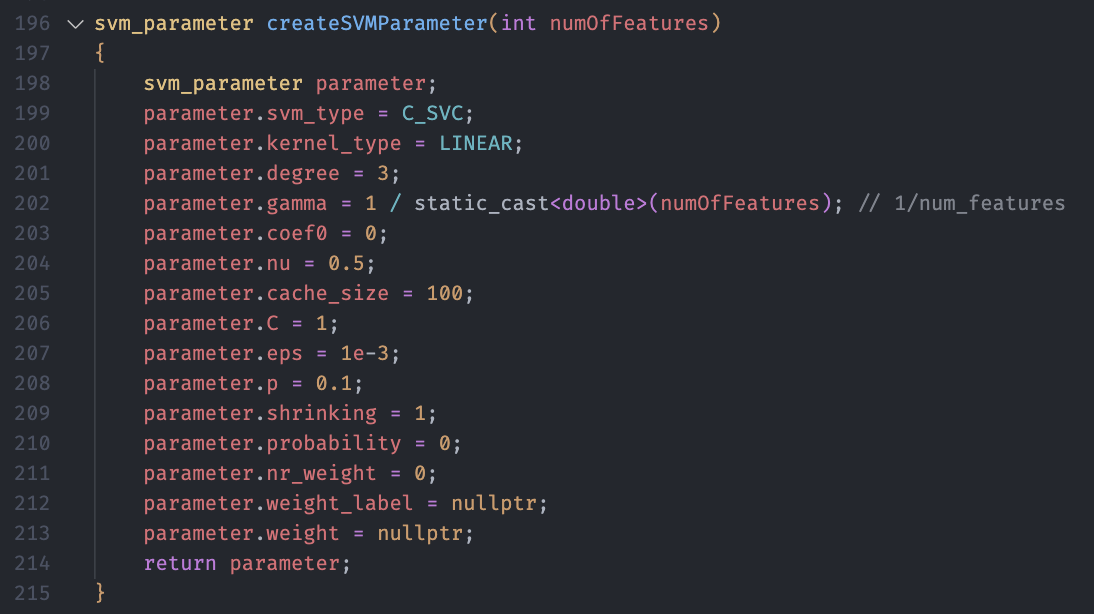 196 svm_parameter createSVMParameter(int numOfFeatures)
197 {
198     svm_parameter parameter;
199     parameter.svm_type = C_SVC;
200     parameter.kernel_type = LINEAR;
201     parameter.degree = 3;
202     parameter.gamma = 1 / static_cast<double>(numOfFeatures); // 1/num_features
203     parameter.coef0 = 0;
204     parameter.nu = 0.5;
205     parameter.cache_size = 100;
206     parameter.C = 1;
207     parameter.eps = 1e-3;
208     parameter.p = 0.1;
209     parameter.shrinking = 1;
210     parameter.probability = 0;
211     parameter.nr_weight = 0;
212     parameter.weight_label = nullptr;
213     parameter.weight = nullptr;
214     return parameter;
215 }